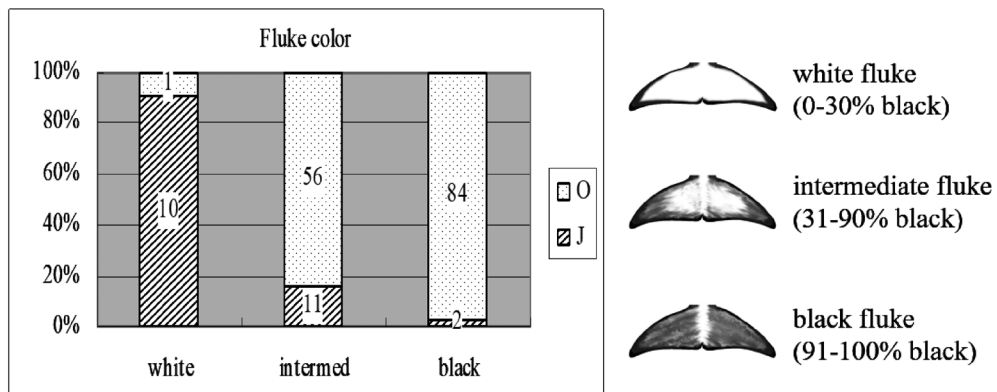 Fluke color
100%
80%
60%
40%
20%
0%
1
10
56
11
84
2
white
intermed
black
O
J
white fluke
(0-30% black)
intermediate fluke
(31-90% black)
black fluke
(91-100% black)